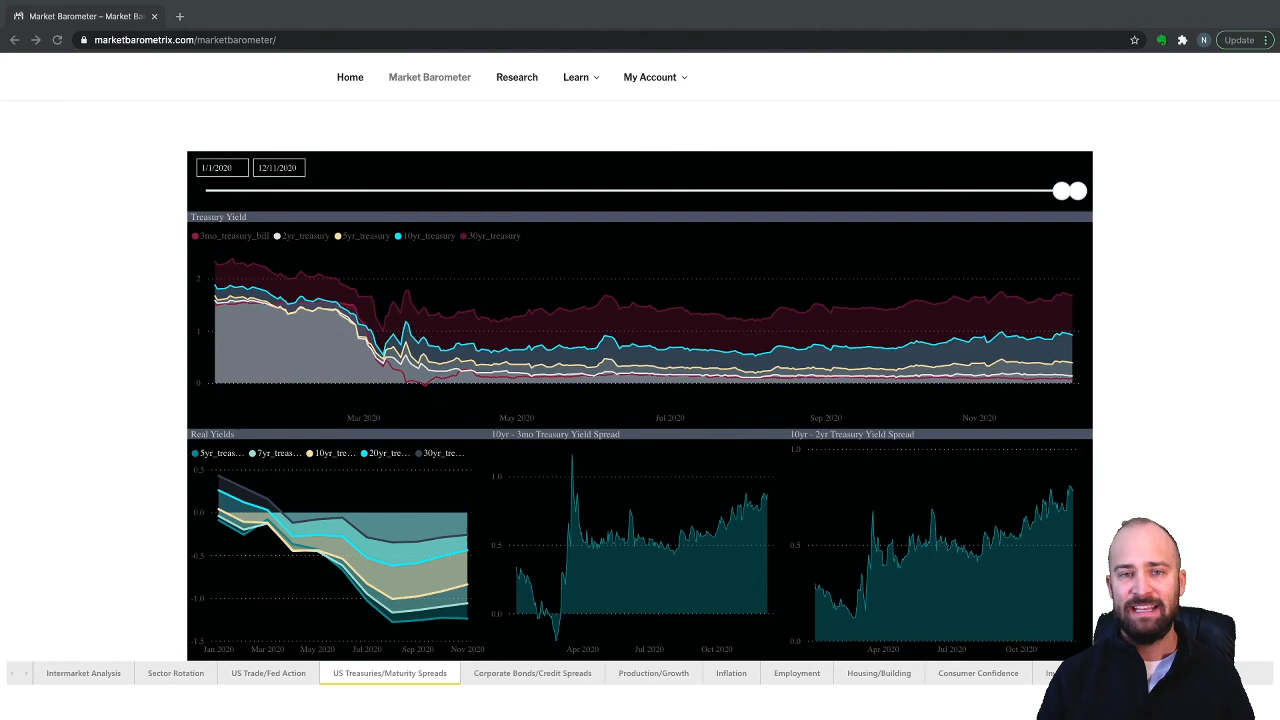 Market Barometer – Market Ba
marketbarometrix.com/marketbarometer/
N
Update
Home
Market Barometer
Research
Learn
My Account
1/1/2020
12/11/2020
Treasury Yield
3mo_treasury_bill
2yr_treasury
5yr_treasury
10yr_treasury
30yr_treasury
2
1
0
Mar 2020
May 2020
Jul 2020
Sep 2020
Nov 2020
Real Yields
5yr_treas…
7yr_treas…
10yr_tre…
20yr_tre…
30yr_tre…
0.5
0.0
-0.5
-1.0
-1.5
Jan 2020
Mar 2020
May 2020
Jul 2020
Sep 2020
Nov 2020
10yr - 3mo Treasury Yield Spread
1.0
0.5
0.0
Apr 2020
Jul 2020
Oct 2020
10yr - 2yr Treasury Yield Spread
1.0
0.5
0.0
Apr 2020
Jul 2020
Oct 2020
Intermarket Analysis
Sector Rotation
US Trade/Fed Action
US Treasuries/Maturity Spreads
Corporate Bonds/Credit Spreads
Production/Growth
Inflation
Employment
Housing/Building
Consumer Confidence